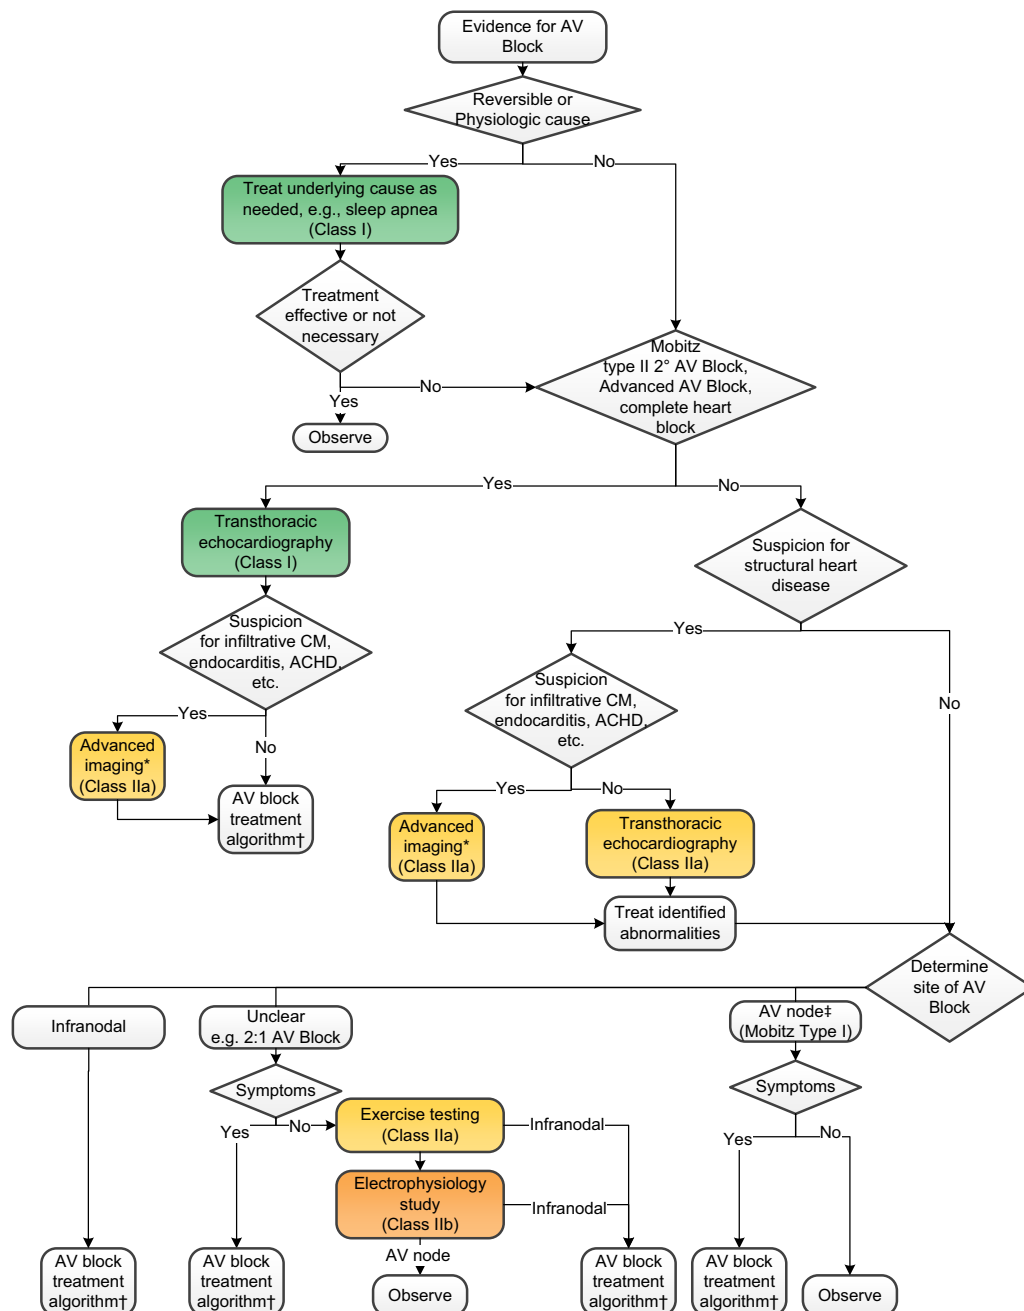 Evidence for AV
Block
Reversible or
Physiologic cause
Yes
No
Treat underlying cause as
needed, e.g., sleep apnea
(Class I)
Treatment
effective or not
necessary
No
Yes
Observe
Mobitz
type II 2° AV Block,
Advanced AV Block,
complete heart
block
Yes
No
Transthoracic
echocardiography
(Class I)
Suspicion for
structural heart
disease
Suspicion
for infiltrative CM,
endocarditis, ACHD,
etc.
Yes
No
Advanced
imaging*
(Class IIa)
AV block
treatment
algorithm†
Yes
No
Suspicion
for infiltrative CM,
endocarditis, ACHD,
etc.
Yes
No
Advanced
imaging*
(Class IIa)
Transthoracic
echocardiography
(Class IIa)
Treat identified
abnormalities
Determine
site of AV
Block
Infranodal
Unclear
e.g. 2:1 AV Block
AV node‡
(Mobitz Type I)
Symptoms
Yes
No
Exercise testing
(Class IIa)
Infranodal
Electrophysiology
study
(Class IIb)
Infranodal
AV node
Symptoms
Yes
No
AV block
treatment
algorithm†
AV block
treatment
algorithm†
Observe
AV block
treatment
algorithm†
AV block
treatment
algorithm†
Observe